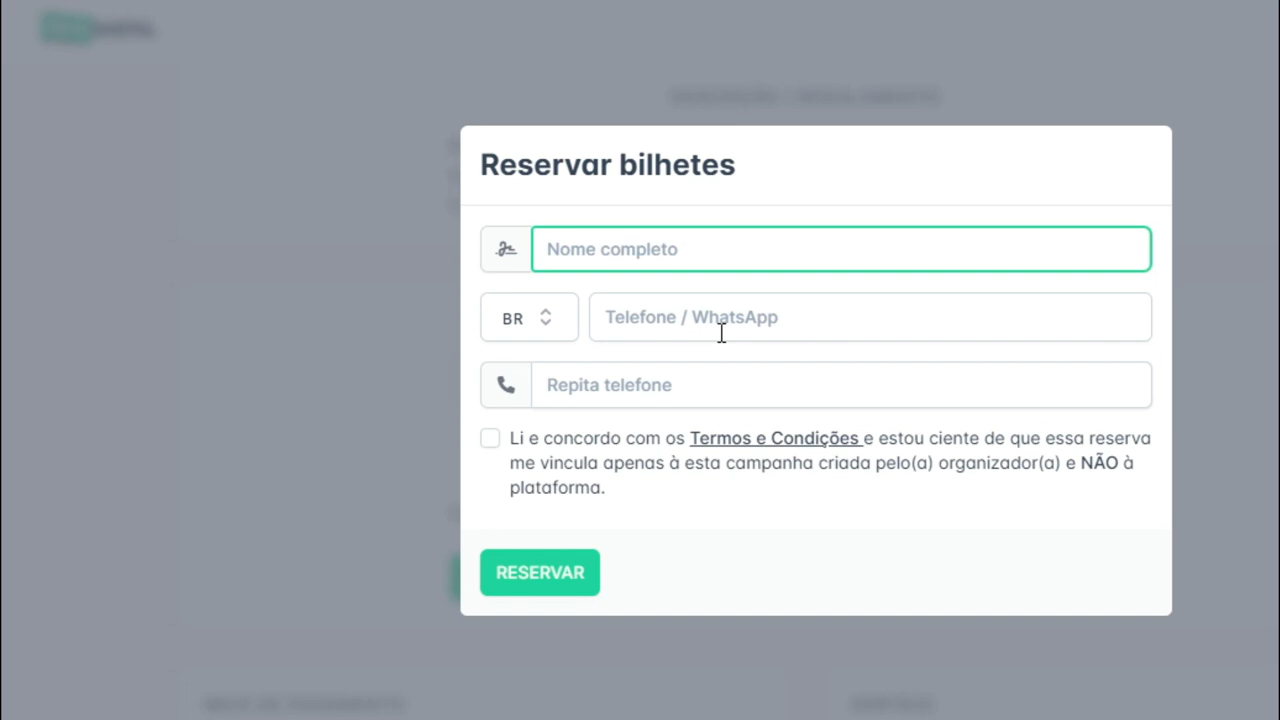 Reservar bilhetes
Nome completo
BR
Telefone / WhatsApp
Repita telefone
Li e concordo com os Termos e Condições e estou ciente de que essa reserva
me vincula apenas à esta campanha criada pelo(a) organizador(a) e NÃO à
plataforma.
RESERVAR